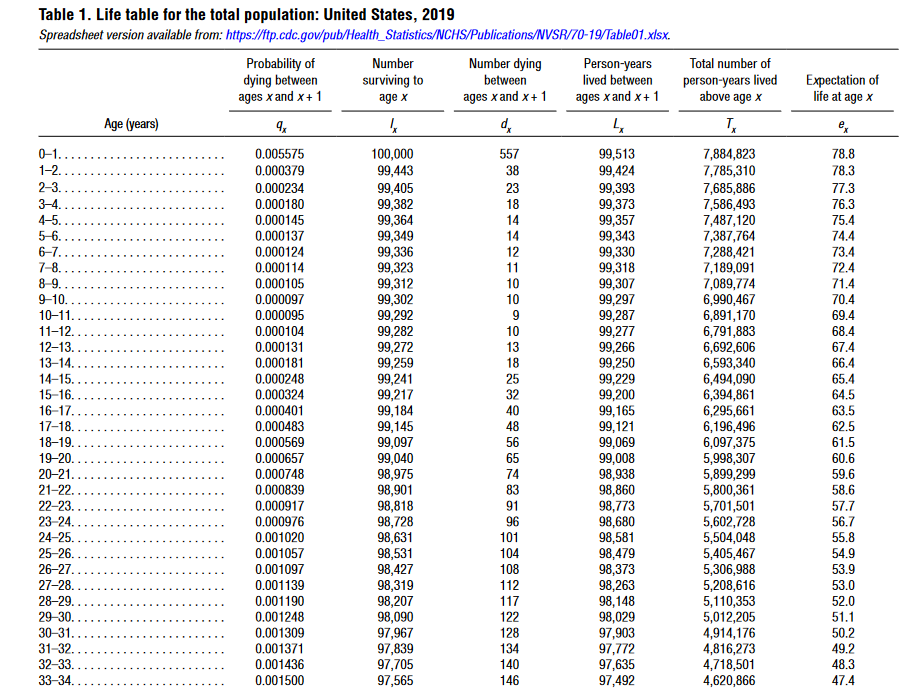 Table 1. Life table for the total population: United States, 2019
Spreadsheet version available from: https://ftp.cdc.gov/pub/Health_Statistics/NCHS/Publications/NVSR/70-19/Table01.xlsx.
Probability of dying between ages x and x + 1 Number surviving to age x Number dying between ages x and x + 1 Person-years lived between ages x and x + 1 Total number of person-years lived above age x Expectation of life at age x
Age (years) qx lx dx Lx Tx ex
0–1. . . . . . . . . . . . . . . . . . . . . . . . . . 0.005575 100,000 557 99,513 7,884,823 78.8
1–2. . . . . . . . . . . . . . . . . . . . . . . . . . 0.000379 99,443 38 99,424 7,785,310 78.3
2–3. . . . . . . . . . . . . . . . . . . . . . . . . . 0.000234 99,405 23 99,393 7,685,886 77.3
3–4. . . . . . . . . . . . . . . . . . . . . . . . . . 0.000180 99,382 18 99,373 7,586,493 76.3
4–5. . . . . . . . . . . . . . . . . . . . . . . . . . 0.000145 99,364 14 99,357 7,487,120 75.4
5–6. . . . . . . . . . . . . . . . . . . . . . . . . . 0.000137 99,349 14 99,343 7,387,764 74.4
6–7. . . . . . . . . . . . . . . . . . . . . . . . . . 0.000124 99,336 12 99,330 7,288,421 73.4
7–8. . . . . . . . . . . . . . . . . . . . . . . . . . 0.000114 99,323 11 99,318 7,189,091 72.4
8–9. . . . . . . . . . . . . . . . . . . . . . . . . . 0.000105 99,312 10 99,307 7,089,774 71.4
9–10. . . . . . . . . . . . . . . . . . . . . . . . . 0.000097 99,302 10 99,297 6,990,467 70.4
10–11. . . . . . . . . . . . . . . . . . . . . . . . 0.000095 99,292 9 99,287 6,891,170 69.4
11–12. . . . . . . . . . . . . . . . . . . . . . . . 0.000104 99,282 10 99,277 6,791,883 68.4
12–13. . . . . . . . . . . . . . . . . . . . . . . . 0.000131 99,272 13 99,266 6,692,606 67.4
13–14. . . . . . . . . . . . . . . . . . . . . . . . 0.000181 99,259 18 99,250 6,593,340 66.4
14–15. . . . . . . . . . . . . . . . . . . . . . . . 0.000248 99,241 25 99,229 6,494,090 65.4
15–16. . . . . . . . . . . . . . . . . . . . . . . . 0.000324 99,217 32 99,200 6,394,861 64.5
16–17. . . . . . . . . . . . . . . . . . . . . . . . 0.000401 99,184 40 99,165 6,295,661 63.5
17–18. . . . . . . . . . . . . . . . . . . . . . . . 0.000483 99,145 48 99,121 6,196,496 62.5
18–19. . . . . . . . . . . . . . . . . . . . . . . . 0.000569 99,097 56 99,069 6,097,375 61.5
19–20. . . . . . . . . . . . . . . . . . . . . . . . 0.000657 99,040 65 99,008 5,998,307 60.6
20–21. . . . . . . . . . . . . . . . . . . . . . . . 0.000748 98,975 74 98,938 5,899,299 59.6
21–22. . . . . . . . . . . . . . . . . . . . . . . . 0.000839 98,901 83 98,860 5,800,361 58.6
22–23. . . . . . . . . . . . . . . . . . . . . . . . 0.000917 98,818 91 98,773 5,701,501 57.7
23–24. . . . . . . . . . . . . . . . . . . . . . . . 0.000976 98,728 96 98,680 5,602,728 56.7
24–25. . . . . . . . . . . . . . . . . . . . . . . . 0.001020 98,631 101 98,581 5,504,048 55.8
25–26. . . . . . . . . . . . . . . . . . . . . . . . 0.001057 98,531 104 98,479 5,405,467 54.9
26–27. . . . . . . . . . . . . . . . . . . . . . . . 0.001097 98,427 108 98,373 5,306,988 53.9
27–28. . . . . . . . . . . . . . . . . . . . . . . . 0.001139 98,319 112 98,263 5,208,616 53.0
28–29. . . . . . . . . . . . . . . . . . . . . . . . 0.001190 98,207 117 98,148 5,110,353 52.0
29–30. . . . . . . . . . . . . . . . . . . . . . . . 0.001248 98,090 122 98,029 5,012,205 51.1
30–31. . . . . . . . . . . . . . . . . . . . . . . . 0.001309 97,967 128 97,903 4,914,176 50.2
31–32. . . . . . . . . . . . . . . . . . . . . . . . 0.001371 97,839 134 97,772 4,816,273 49.2
32–33. . . . . . . . . . . . . . . . . . . . . . . . 0.001436 97,705 140 97,635 4,718,501 48.3
33–34. . . . . . . . . . . . . . . . . . . . . . . . 0.001500 97,565 146 97,492 4,620,866 47.4